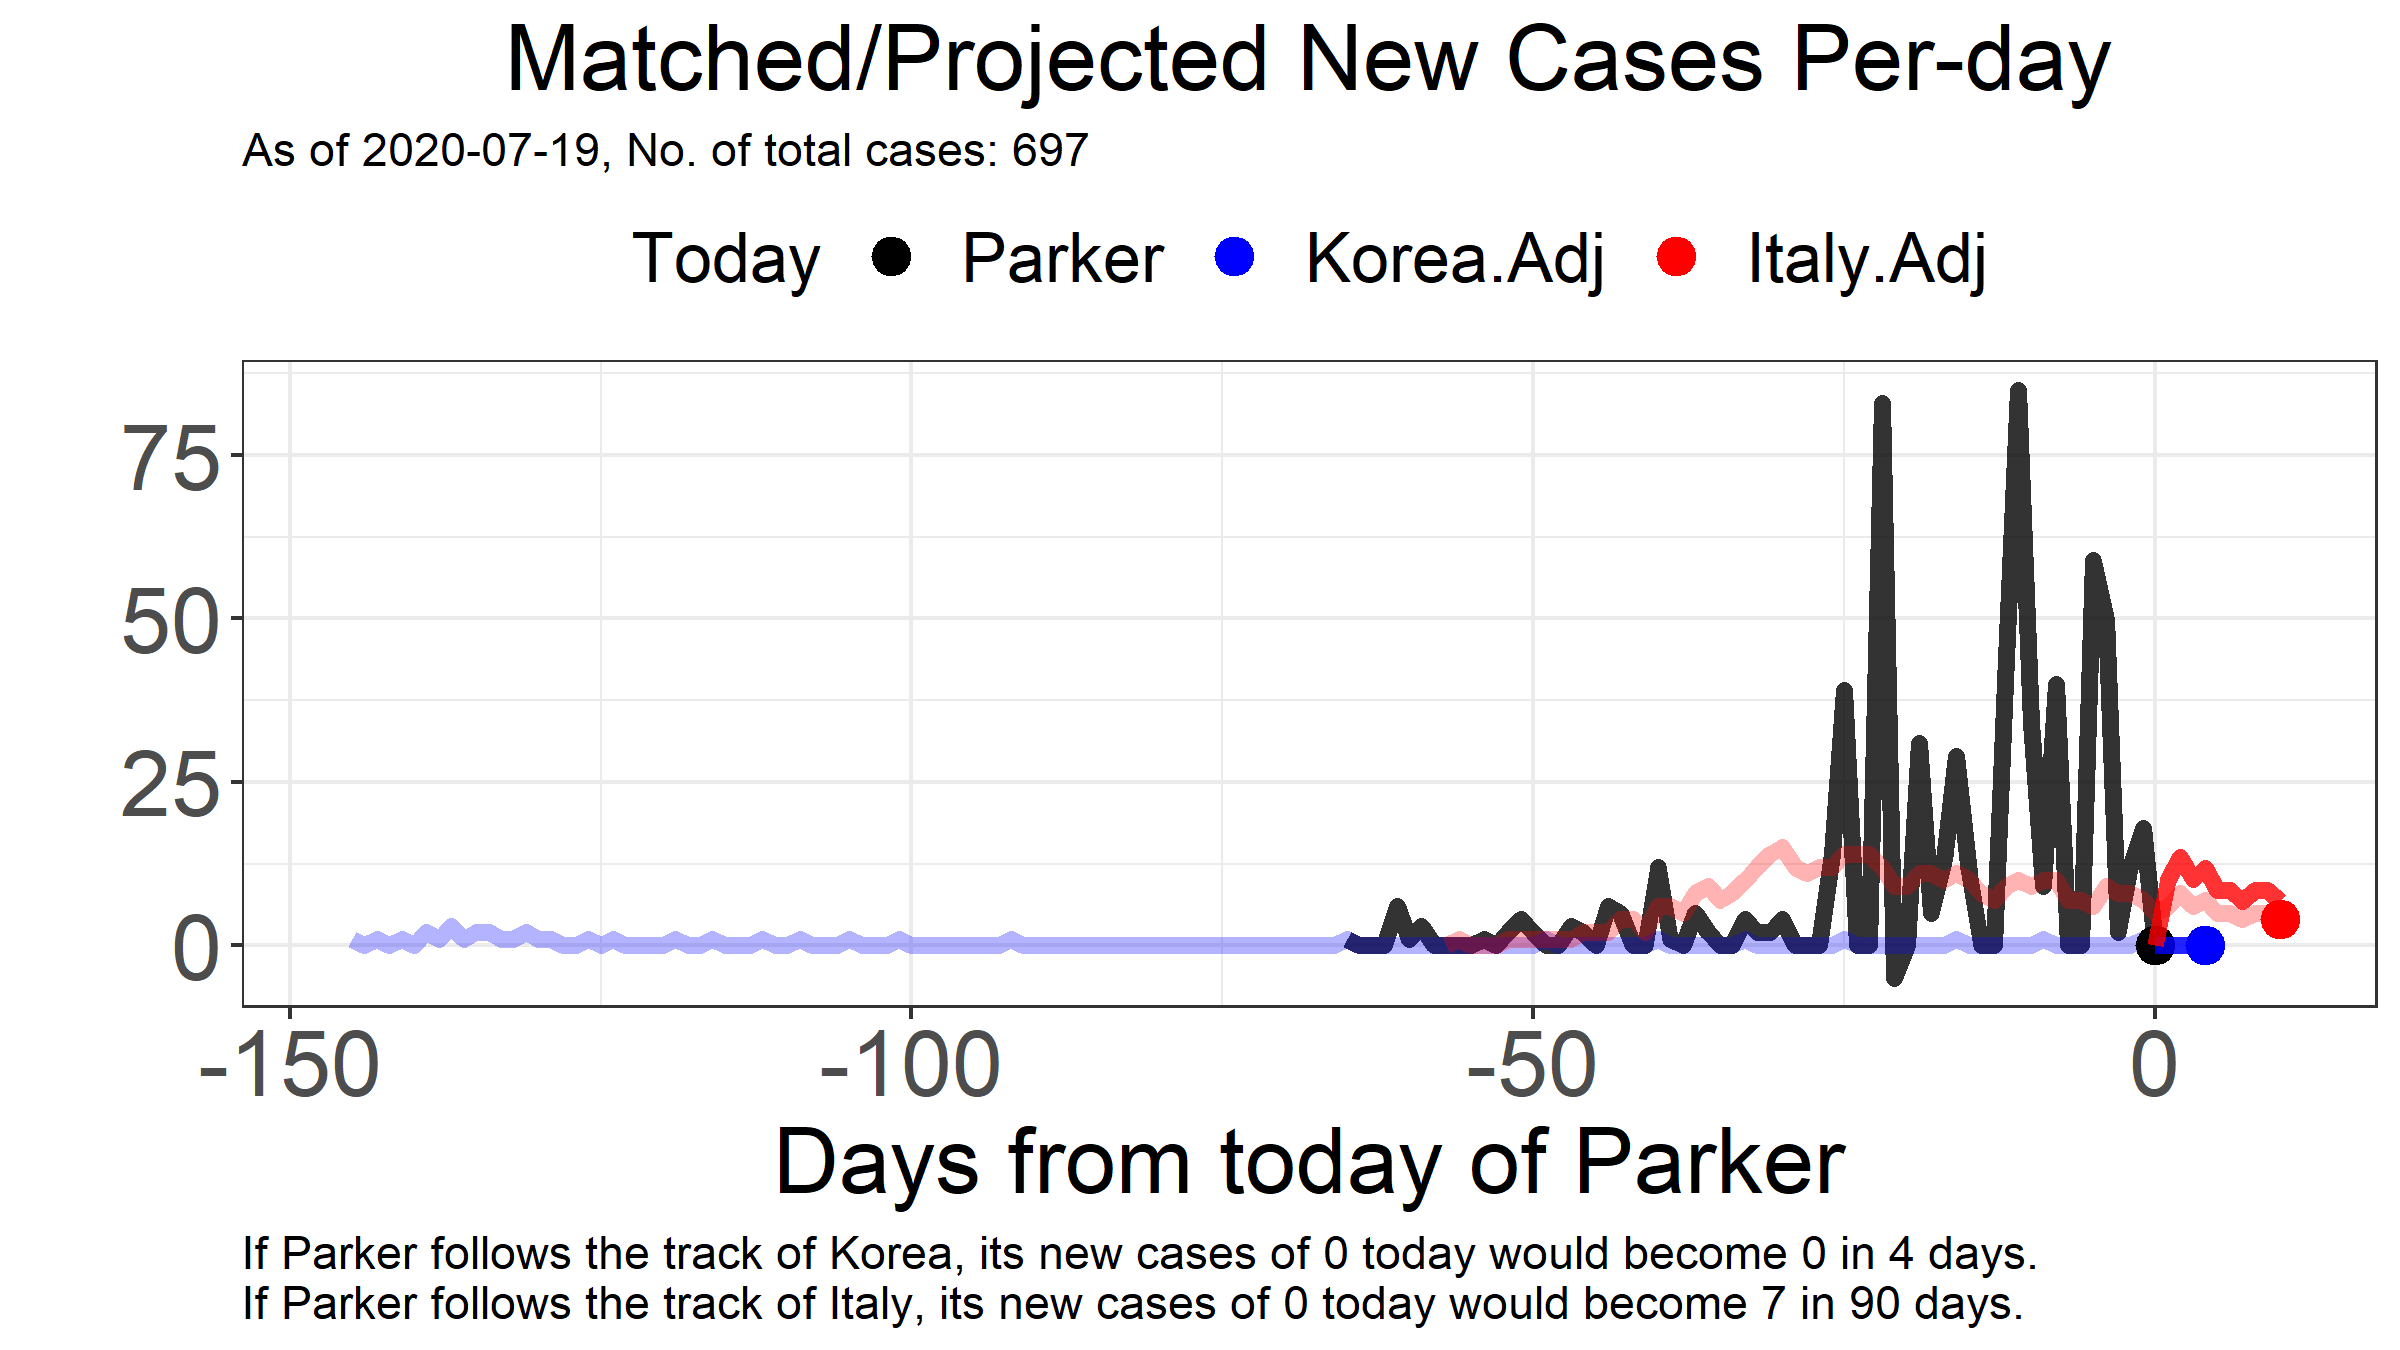 Matched/Projected New Cases Per-day
As of 2020-07-19, No. of total cases: 697
Today Parker Korea.Adj Italy.Adj
75
50
25
0
-150 -100 -50 0
Days from today of Parker
If Parker follows the track of Korea, its new cases of 0 today would become 0 in 4 days.
If Parker follows the track of Italy, its new cases of 0 today would become 7 in 90 days.